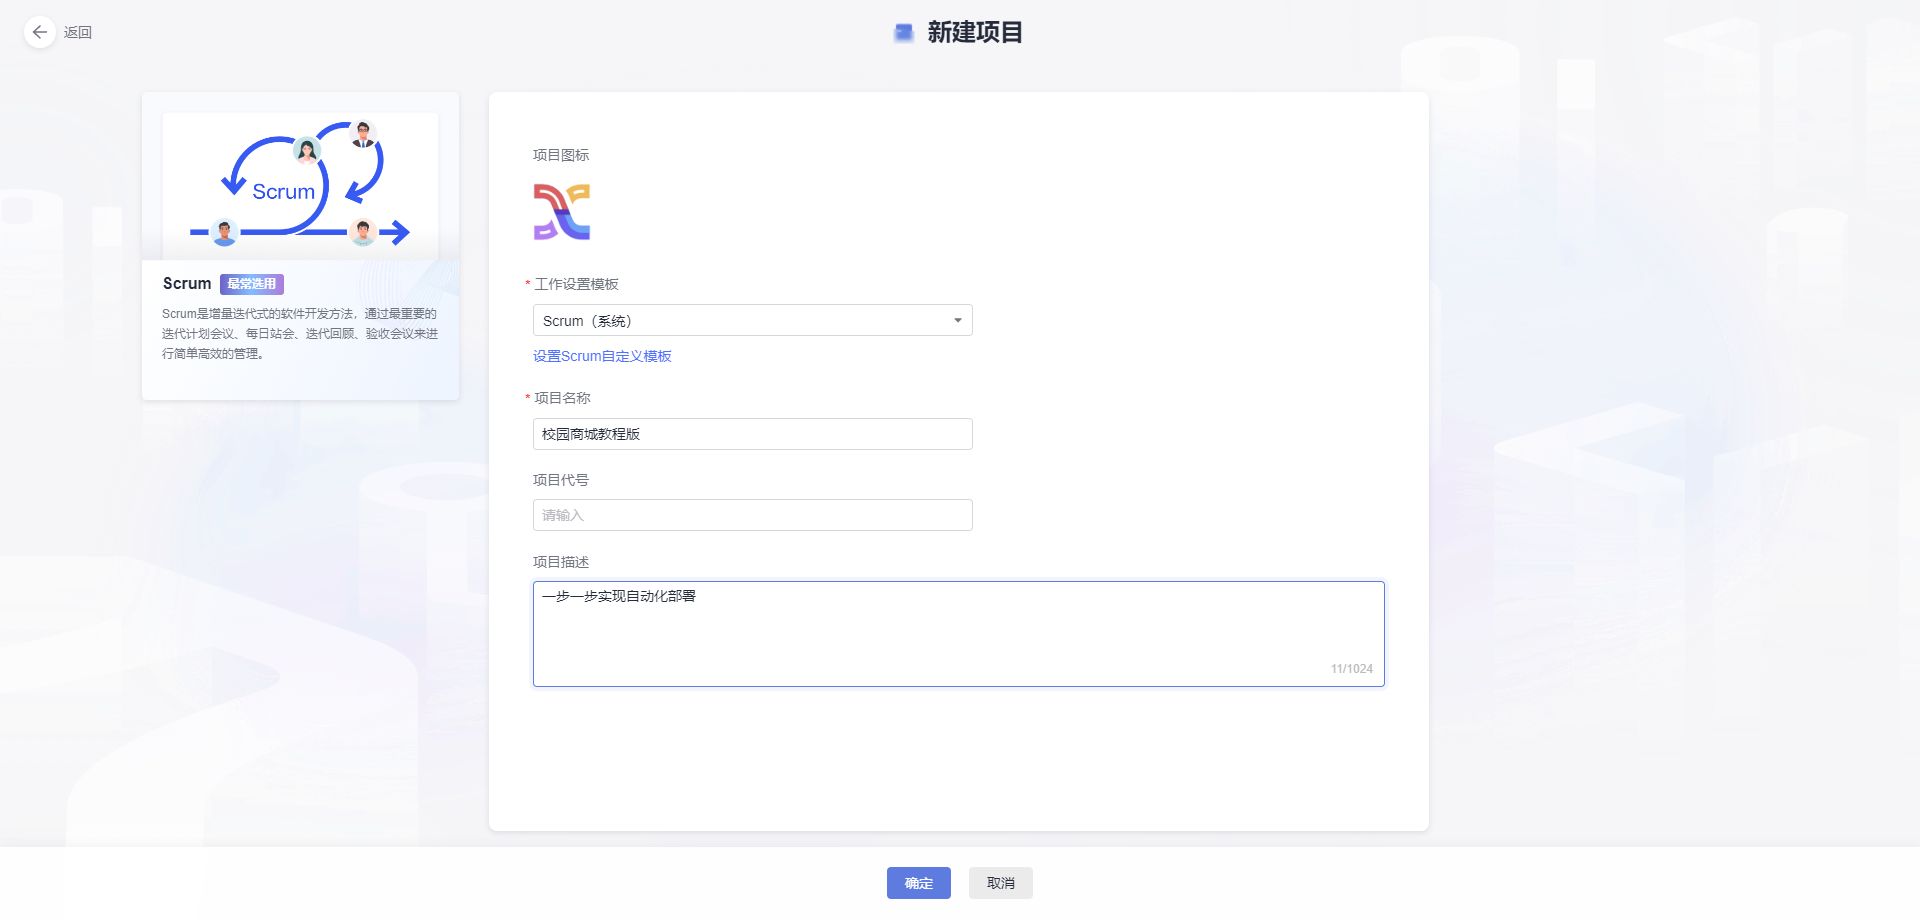 返回
新建项目
Scrum
Scrum 最常选用
Scrum是增量迭代式的软件开发方法，通过最重要的
迭代计划会议、每日站会、迭代回顾、验收会议来进
行简单高效的管理。
项目图标
* 工作设置模板
Scrum（系统）
设置Scrum自定义模板
* 项目名称
校园商城教程版
项目代号
请输入
项目描述
一步一步实现自动化部署
11/1024
确定 取消